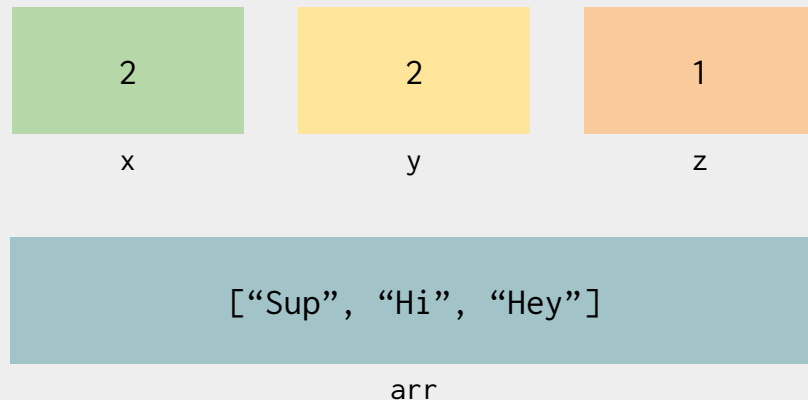 2 2 1
x y z
[“Sup”, “Hi”, “Hey”]
arr